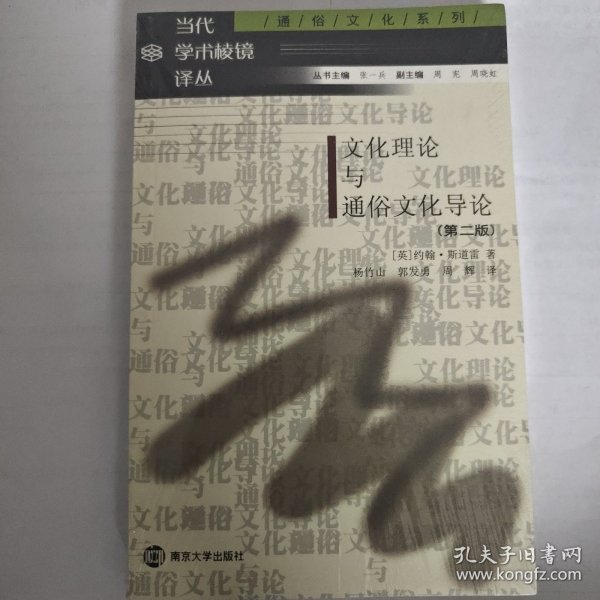 /通/俗/文/化/系/列/
当代
学术棱镜
译丛
丛书主编 张一兵 副主编 周 宪 周晓虹
文化理论
与
通俗文化导论
(第二版)
[英]约翰·斯道雷 著
杨竹山 郭发勇 周 辉 译
南京大学出版社
孔夫子旧书网
www.kongfz.com